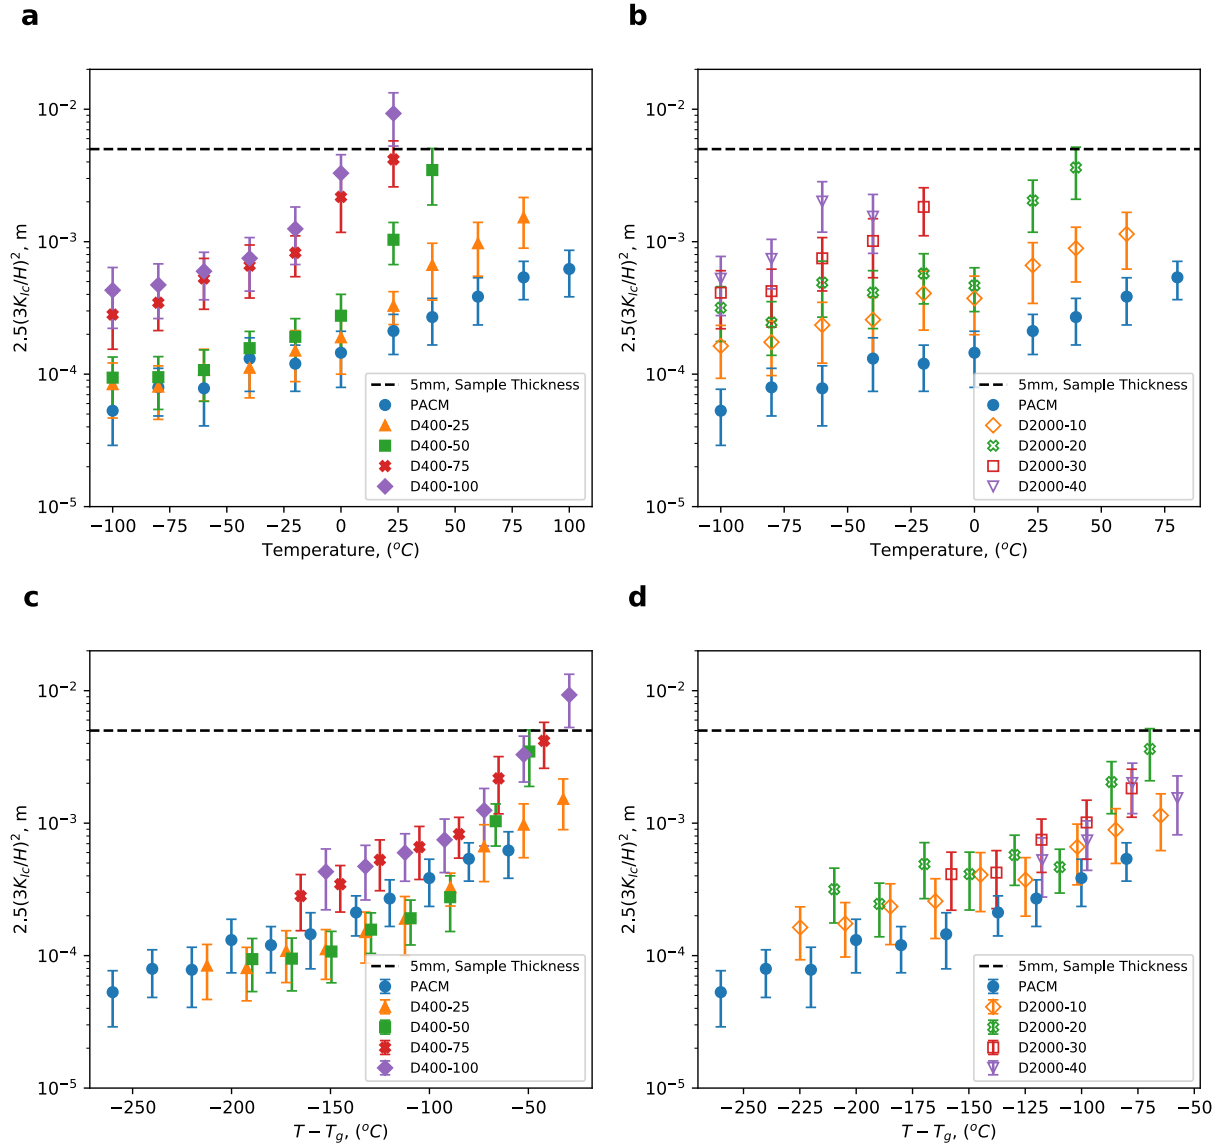 a
10⁻²
10⁻³
10⁻⁴
10⁻⁵
2.5(3K_Ic/H)², m
−100 −75 −50 −25 0 25 50 75 100
Temperature, (°C)
5mm, Sample Thickness
PACM
D400-25
D400-50
D400-75
D400-100
b
10⁻²
10⁻³
10⁻⁴
10⁻⁵
2.5(3K_Ic/H)², m
−100 −75 −50 −25 0 25 50 75
Temperature, (°C)
5mm, Sample Thickness
PACM
D2000-10
D2000-20
D2000-30
D2000-40
c
10⁻²
10⁻³
10⁻⁴
10⁻⁵
2.5(3K_Ic/H)², m
−250 −200 −150 −100 −50
T − T_g, (°C)
5mm, Sample Thickness
PACM
D400-25
D400-50
D400-75
D400-100
d
10⁻²
10⁻³
10⁻⁴
10⁻⁵
2.5(3K_Ic/H)², m
−250 −225 −200 −175 −150 −125 −100 −75 −50
T − T_g, (°C)
5mm, Sample Thickness
PACM
D2000-10
D2000-20
D2000-30
D2000-40